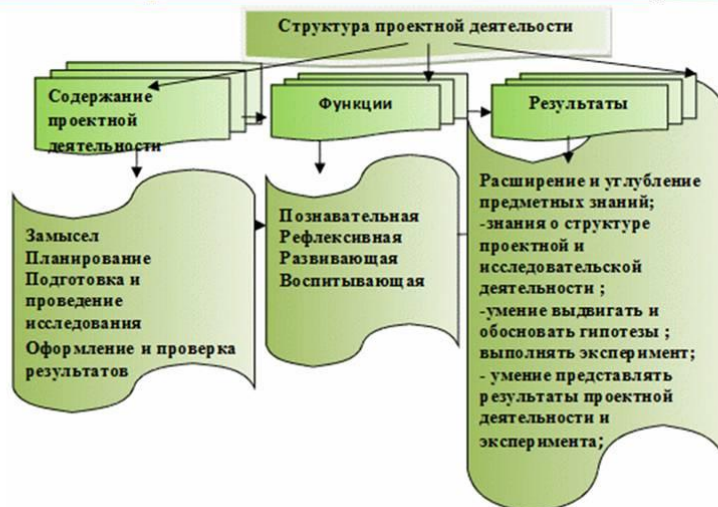 Структура проектной деятелыости
Содержание
проектной
деятельности
Функции
Результаты
Замысел
Планирование
Подготовка и
проведение
исследования
Оформление и проверка
результатов
Познавательная
Рефлексивная
Развивающая
Воспитывающая
Расширение и углубление
предметных знаний;
-знания о структуре
проектной и
исследовательской
деятельности ;
-умение выдвигать и
обосновать гипотезы ;
выполнять эксперимент;
- умение представлять
результаты проектной
деятельности и
эксперимента;